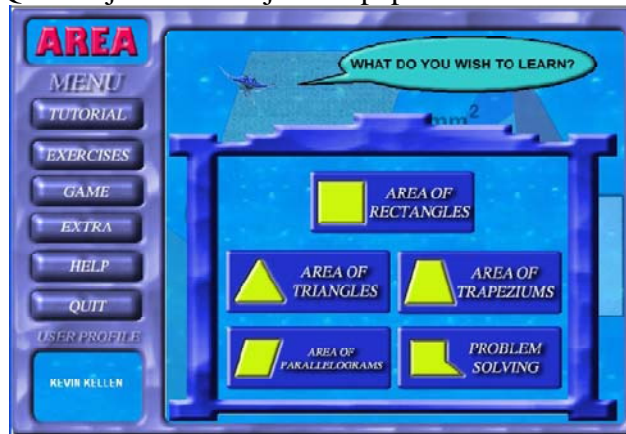 AREA
MENU
TUTORIAL
EXERCISES
GAME
EXTRA
HELP
QUIT
USER PROFILE
KEVIN KELLEN
WHAT DO YOU WISH TO LEARN?
mm²
AREA OF
RECTANGLES
AREA OF
TRIANGLES
AREA OF
TRAPEZIUMS
AREA OF
PARALLELOGRAMS
PROBLEM
SOLVING